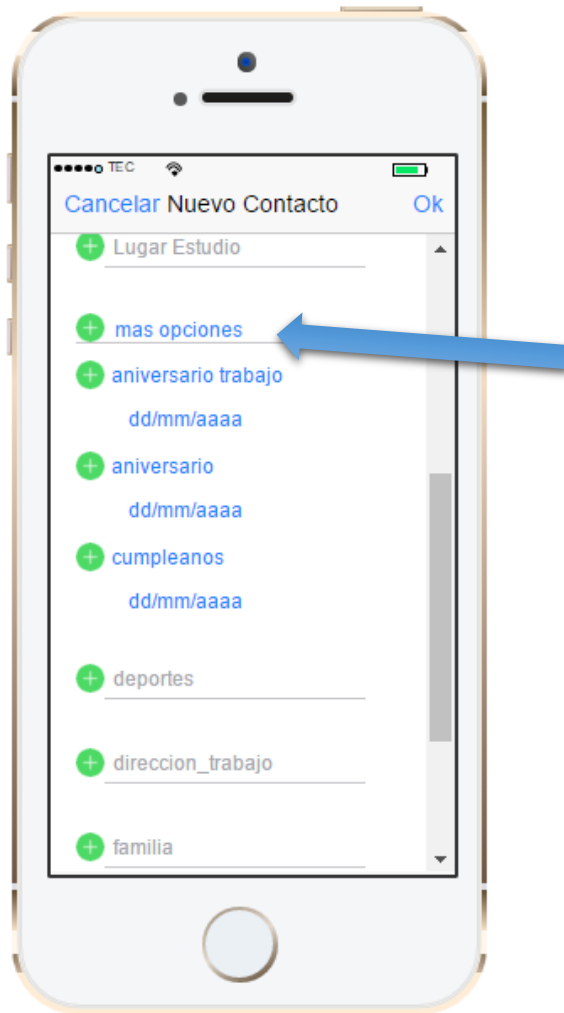 TEC
Cancelar Nuevo Contacto Ok
Lugar Estudio
mas opciones
aniversario trabajo
dd/mm/aaaa
aniversario
dd/mm/aaaa
cumpleanos
dd/mm/aaaa
deportes
direccion_trabajo
familia